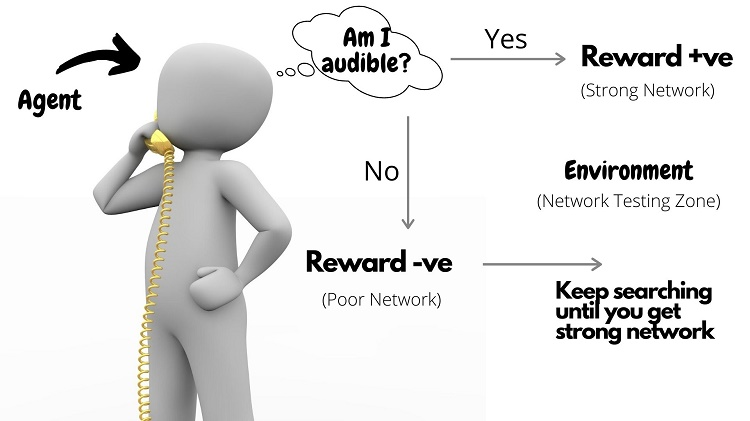 Agent
Am I
audible?
Yes
Reward +ve
(Strong Network)
No
Environment
(Network Testing Zone)
Reward -ve
(Poor Network)
Keep searching
until you get
strong network